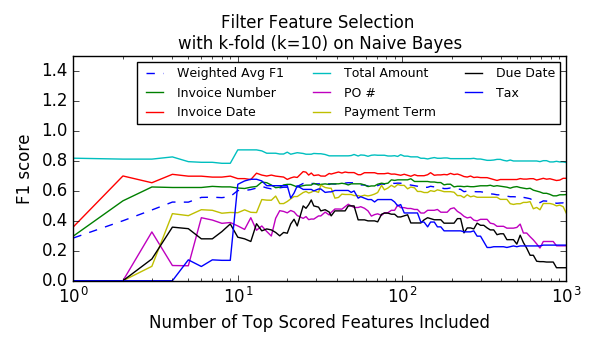 Filter Feature Selection
with k-fold (k=10) on Naive Bayes
F1 score
1.4
1.2
1.0
0.8
0.6
0.4
0.2
0.0
Weighted Avg F1
Invoice Number
Invoice Date
Total Amount
PO #
Payment Term
Due Date
Tax
10^0
10^1
10^2
10^3
Number of Top Scored Features Included